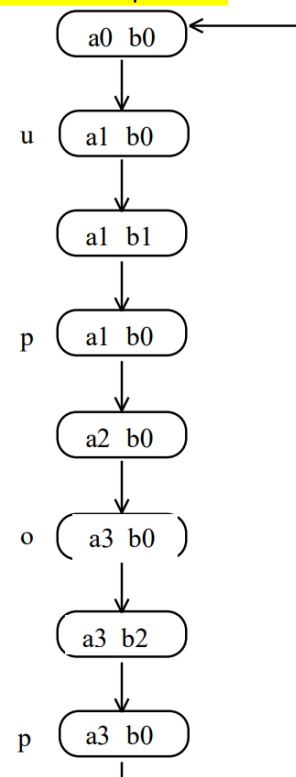 a0 b0
u a1 b0
a1 b1
p a1 b0
a2 b0
o a3 b0
a3 b2
p a3 b0